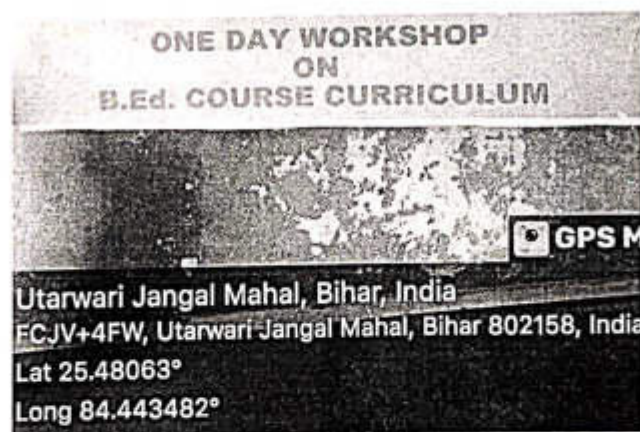 ONE DAY WORKSHOP
ON
B.Ed. COURSE CURRICULUM
GPS M
Utarwari Jangal Mahal, Bihar, India
FCJV+4FW, Utarwari Jangal Mahal, Bihar 802158, India
Lat 25.48063°
Long 84.443482°